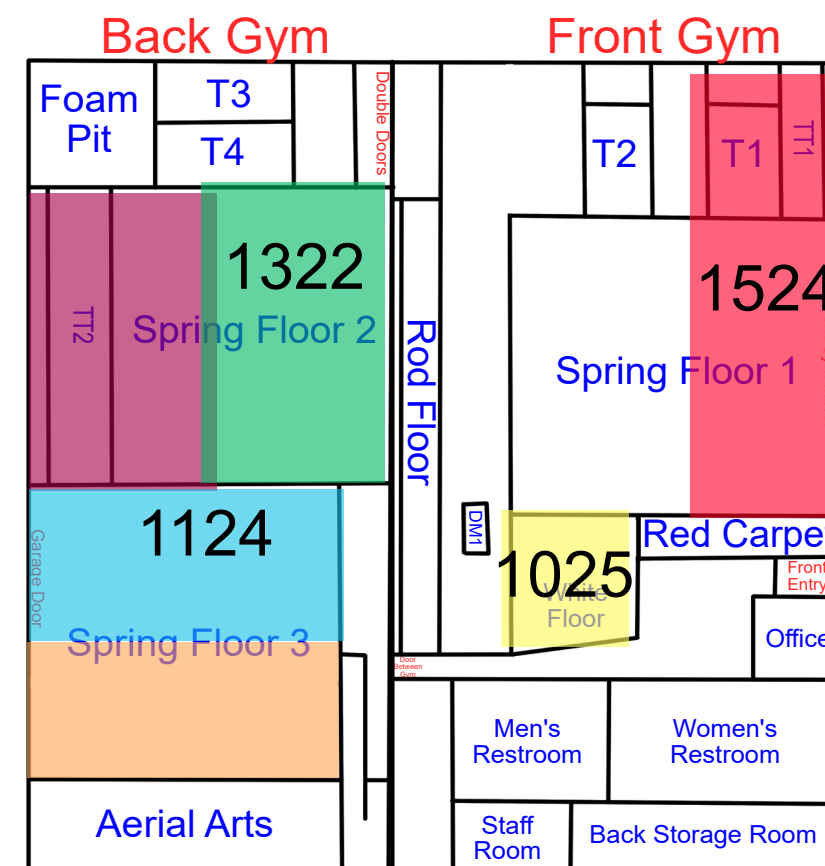 Back Gym
Front Gym
Foam
Pit
T3
T4
Double Doors
T2
T1
TT1
1322
1524
TT2
Spring Floor 2
Rod Floor
Spring Floor 1
1124
DM1
Red Carpe
Garage Door
1025
White
Floor
Front
Entry
Spring Floor 3
Office
Door
Between
Gym
Men's
Restroom
Women's
Restroom
Aerial Arts
Staff
Room
Back Storage Room